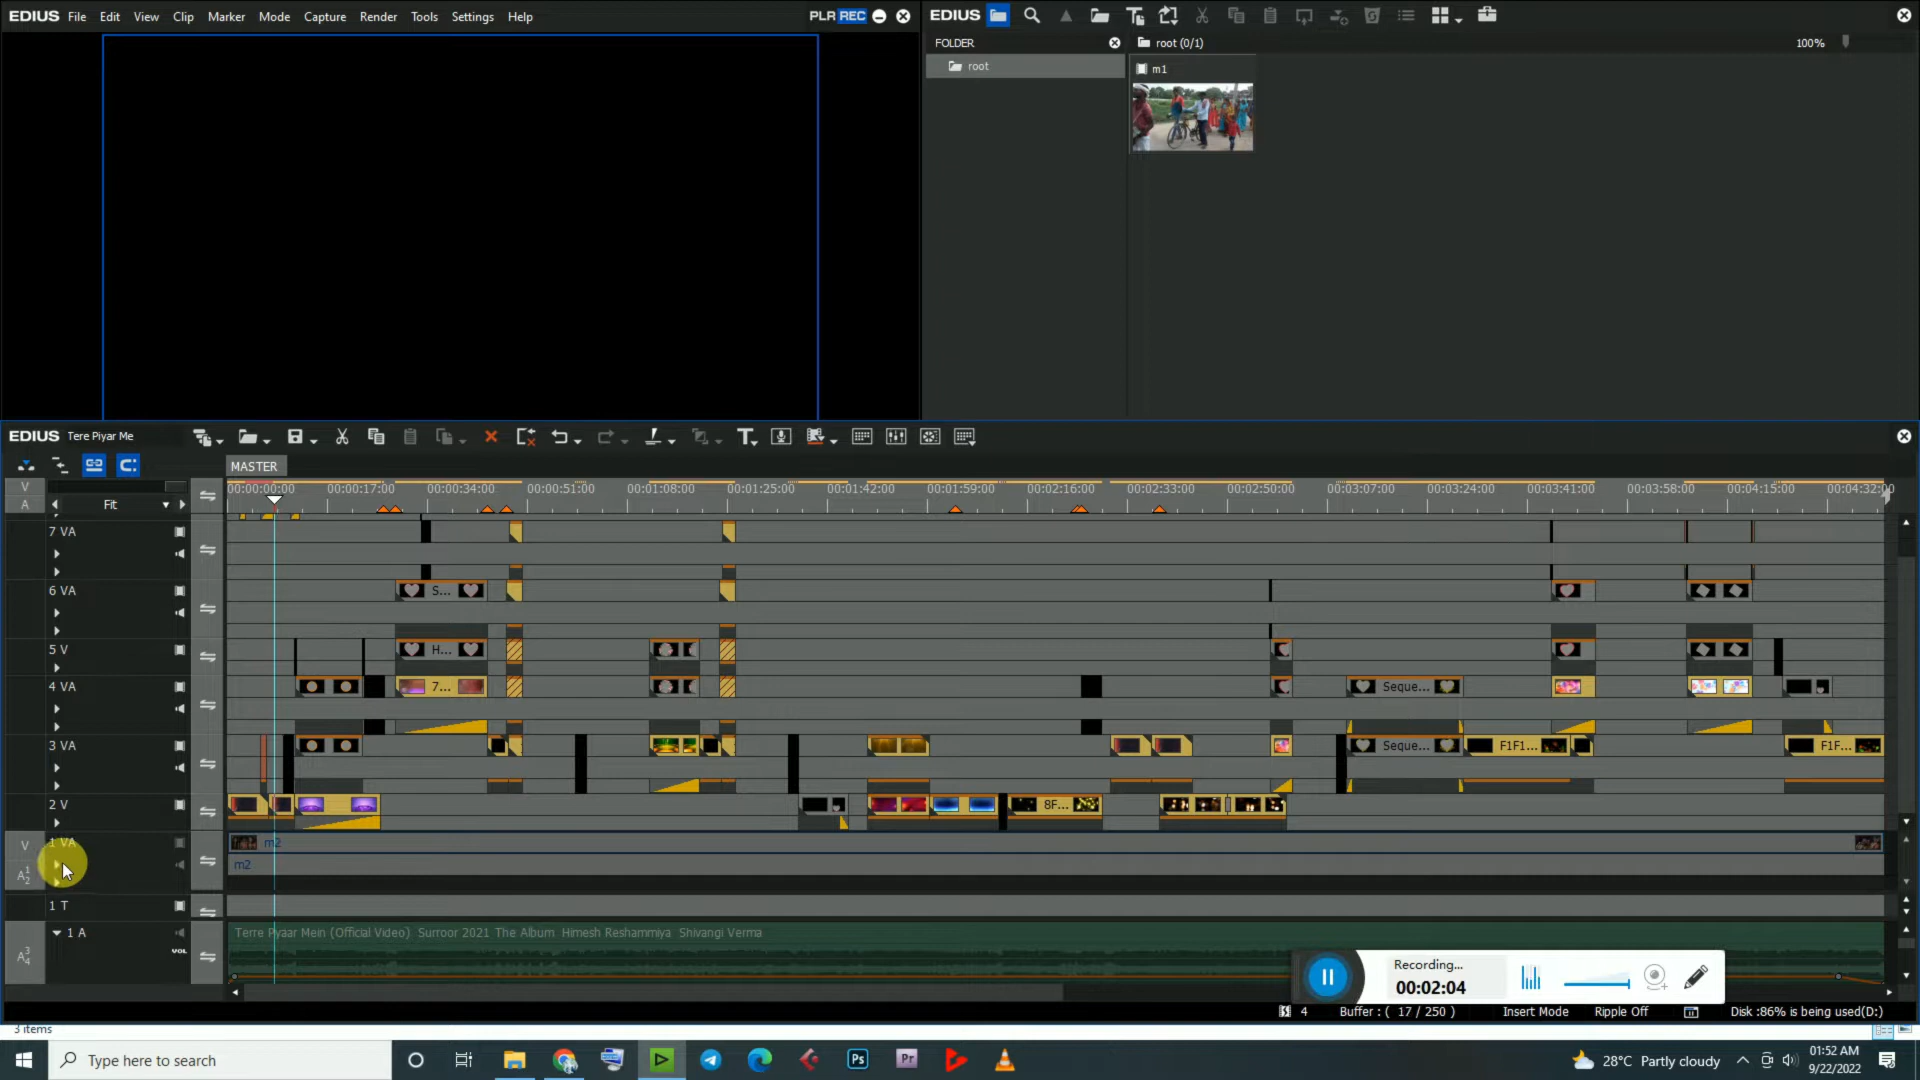 EDIUS File Edit View Clip Marker Mode Capture Render Tools Settings Help PLR REC
EDIUS
FOLDER
root (0/1)
100%
root
m1
EDIUS Tere Piyar Me
MASTER
V
A
Fit
00:00:00:00 00:00:17:00 00:00:34:00 00:00:51:00 00:01:08:00 00:01:25:00 00:01:42:00 00:01:59:00 00:02:16:00 00:02:33:00 00:02:50:00 00:03:07:00 00:03:24:00 00:03:41:00 00:03:58:00 00:04:15:00 00:04:32:00
7 VA
6 VA
S...
5 V
H...
4 VA
7...
Seque...
3 VA
Seque...
F1F1...
F1F...
2 V
8F...
V
1 VA
m2
A 1 2
m2
1 T
1 A
Terre Pyaar Mein (Official Video) Surroor 2021 The Album Himesh Reshammiya Shivangi Verma
VOL
A 3 4
Recording...
00:02:04
4
Buffer : ( 17 / 250 )
Insert Mode
Ripple Off
Disk :86% is being used(D:)
3 items
Type here to search
Ps
Pr
28°C Partly cloudy
01:52 AM
9/22/2022